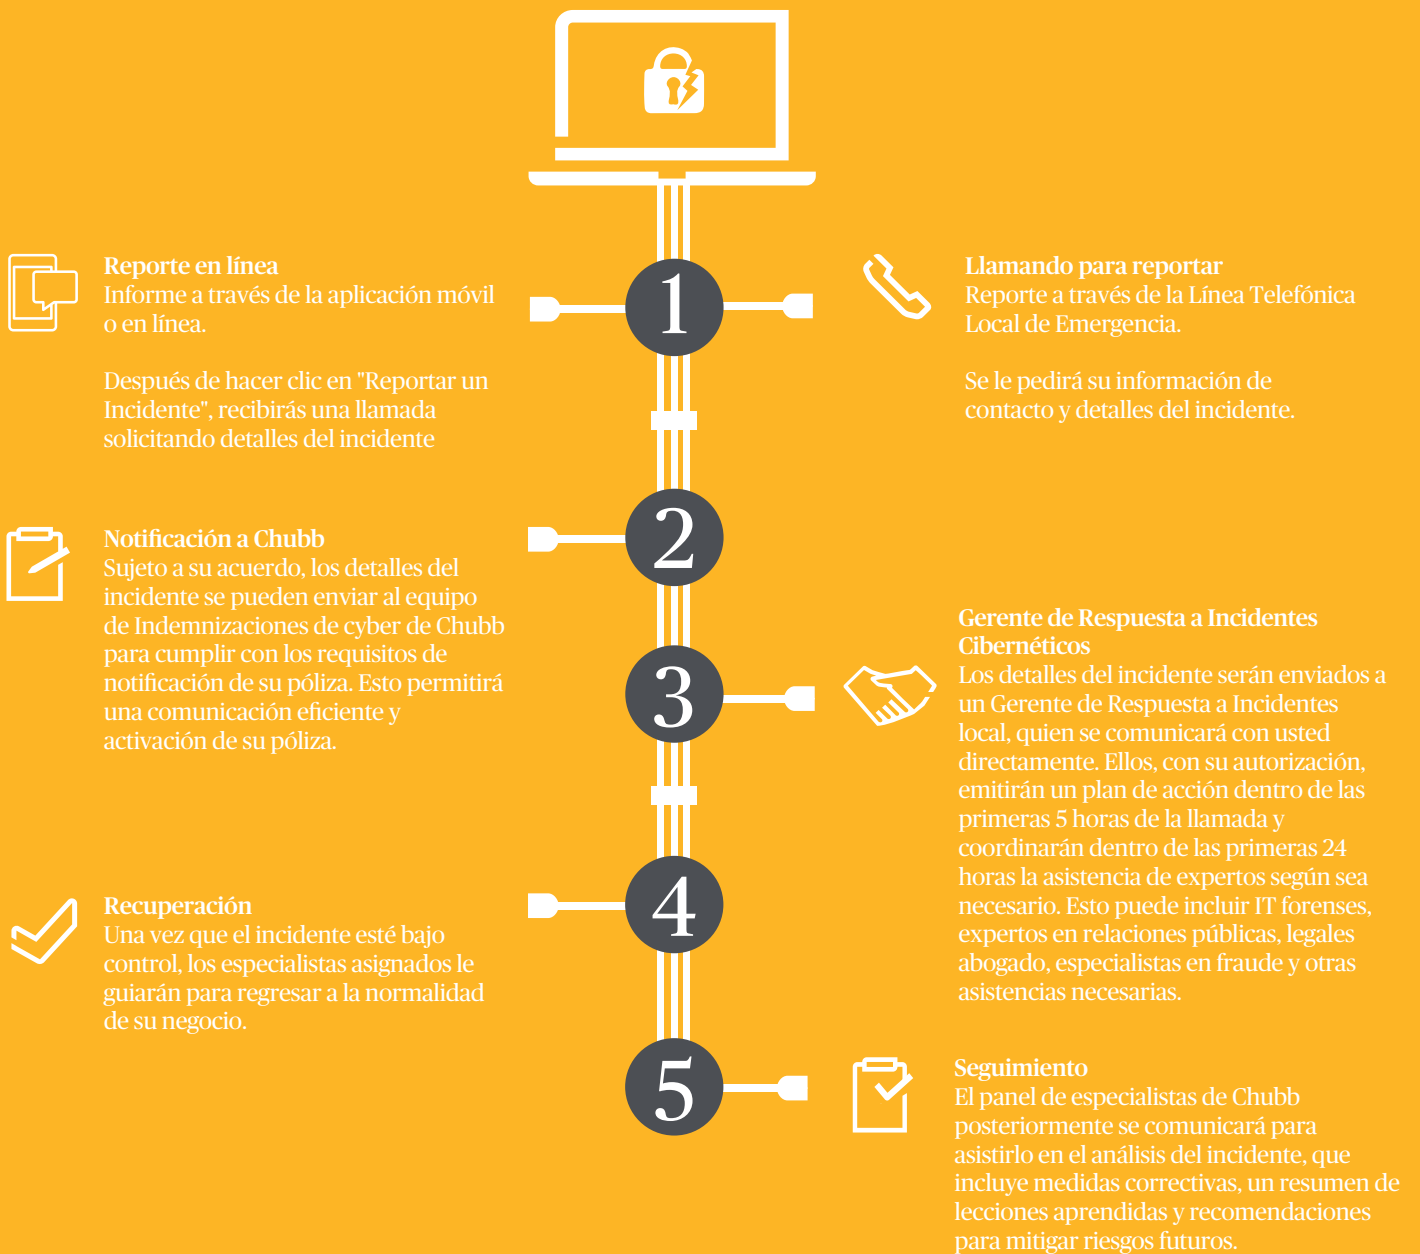 1
Reporte en línea
Informe a través de la aplicación móvil
o en línea.
Después de hacer clic en "Reportar un
Incidente", recibirás una llamada
solicitando detalles del incidente
Llamando para reportar
Reporte a través de la Línea Telefónica
Local de Emergencia.
Se le pedirá su información de
contacto y detalles del incidente.
2
Notificación a Chubb
Sujeto a su acuerdo, los detalles del
incidente se pueden enviar al equipo
de Indemnizaciones de cyber de Chubb
para cumplir con los requisitos de
notificación de su póliza. Esto permitirá
una comunicación eficiente y
activación de su póliza.
3
Gerente de Respuesta a Incidentes
Cibernéticos
Los detalles del incidente serán enviados a
un Gerente de Respuesta a Incidentes
local, quien se comunicará con usted
directamente. Ellos, con su autorización,
emitirán un plan de acción dentro de las
primeras 5 horas de la llamada y
coordinarán dentro de las primeras 24
horas la asistencia de expertos según sea
necesario. Esto puede incluir IT forenses,
expertos en relaciones públicas, legales
abogado, especialistas en fraude y otras
asistencias necesarias.
4
Recuperación
Una vez que el incidente esté bajo
control, los especialistas asignados le
guiarán para regresar a la normalidad
de su negocio.
5
Seguimiento
El panel de especialistas de Chubb
posteriormente se comunicará para
asistirlo en el análisis del incidente, que
incluye medidas correctivas, un resumen de
lecciones aprendidas y recomendaciones
para mitigar riesgos futuros.